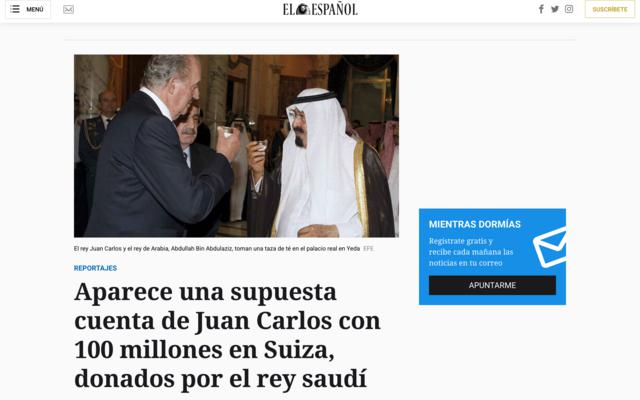 MENÚ
EL ESPAÑOL
SUSCRÍBETE
El rey Juan Carlos y el rey de Arabia, Abdullah Bin Abdulaziz, toman una taza de té en el palacio real en Yeda EFE
REPORTAJES
Aparece una supuesta
cuenta de Juan Carlos con
100 millones en Suiza,
donados por el rey saudí
MIENTRAS DORMÍAS
Regístrate gratis y
recibe cada mañana las
noticias en tu correo
APUNTARME